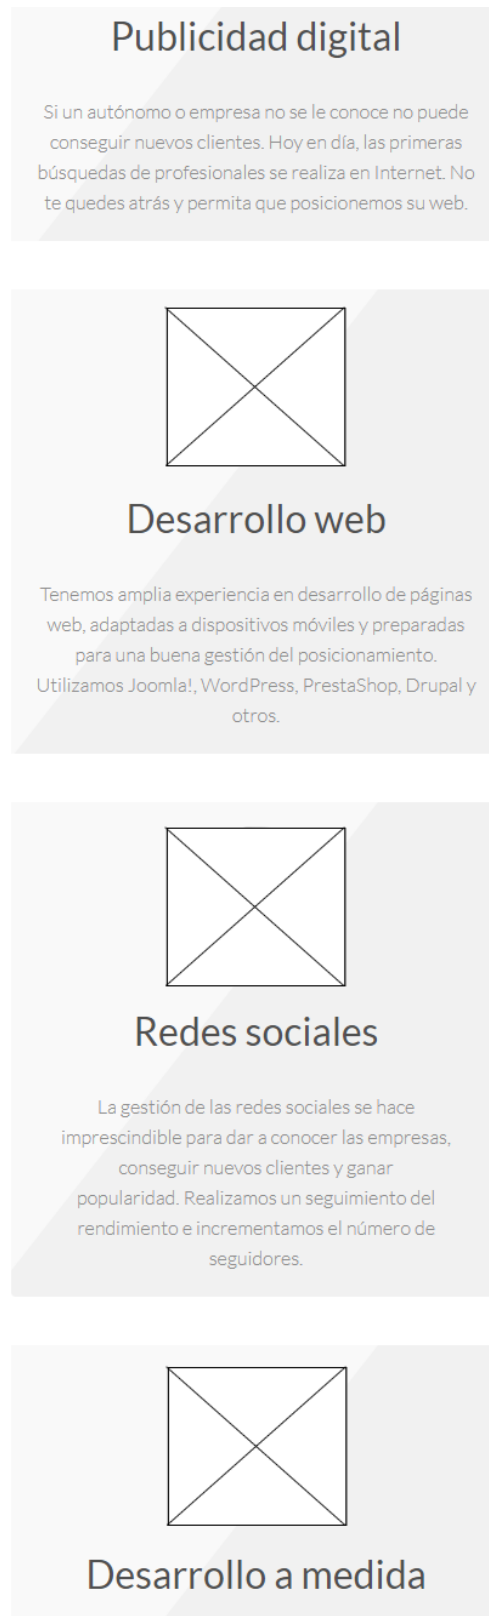 Publicidad digital
Si un autónomo o empresa no se le conoce no puede
conseguir nuevos clientes. Hoy en día, las primeras
búsquedas de profesionales se realiza en Internet. No
te quedes atrás y permita que posicionemos su web.
Desarrollo web
Tenemos amplia experiencia en desarrollo de páginas
web, adaptadas a dispositivos móviles y preparadas
para una buena gestión del posicionamiento.
Utilizamos Joomla!, WordPress, PrestaShop, Drupal y
otros.
Redes sociales
La gestión de las redes sociales se hace
imprescindible para dar a conocer las empresas,
conseguir nuevos clientes y ganar
popularidad. Realizamos un seguimiento del
rendimiento e incrementamos el número de
seguidores.
Desarrollo a medida